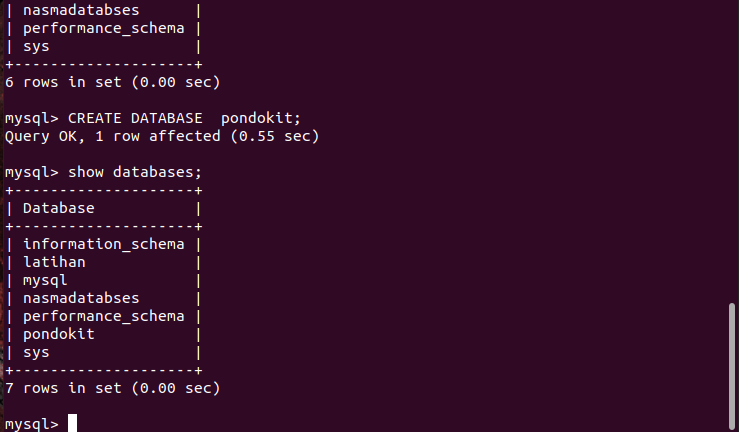 | nasmadatabses      |
| performance_schema |
| sys                |
+--------------------+
6 rows in set (0.00 sec)
mysql> CREATE DATABASE  pondokit;
Query OK, 1 row affected (0.55 sec)
mysql> show databases;
+--------------------+
| Database           |
+--------------------+
| information_schema |
| latihan            |
| mysql              |
| nasmadatabses      |
| performance_schema |
| pondokit           |
| sys                |
+--------------------+
7 rows in set (0.00 sec)
mysql>